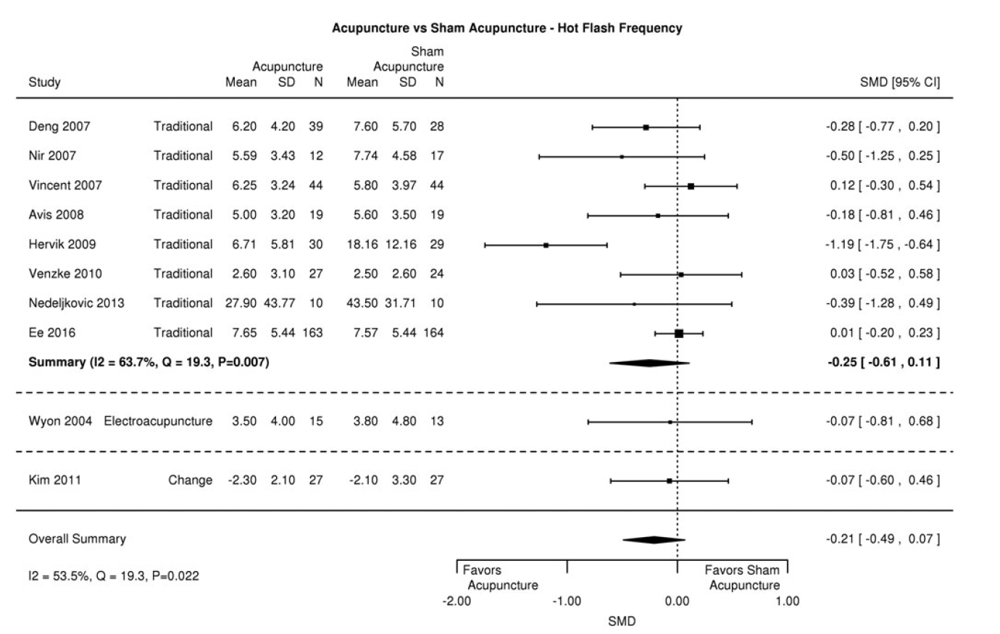 Acupuncture vs Sham Acupuncture - Hot Flash Frequency
Sham
Acupuncture Acupuncture
Study Mean SD N Mean SD N SMD [95% CI]
Deng 2007 Traditional 6.20 4.20 39 7.60 5.70 28 -0.28 [ -0.77 , 0.20 ]
Nir 2007 Traditional 5.59 3.43 12 7.74 4.58 17 -0.50 [ -1.25 , 0.25 ]
Vincent 2007 Traditional 6.25 3.24 44 5.80 3.97 44 0.12 [ -0.30 , 0.54 ]
Avis 2008 Traditional 5.00 3.20 19 5.60 3.50 19 -0.18 [ -0.81 , 0.46 ]
Hervik 2009 Traditional 6.71 5.81 30 18.16 12.16 29 -1.19 [ -1.75 , -0.64 ]
Venzke 2010 Traditional 2.60 3.10 27 2.50 2.60 24 0.03 [ -0.52 , 0.58 ]
Nedeljkovic 2013 Traditional 27.90 43.77 10 43.50 31.71 10 -0.39 [ -1.28 , 0.49 ]
Ee 2016 Traditional 7.65 5.44 163 7.57 5.44 164 0.01 [ -0.20 , 0.23 ]
Summary (I2 = 63.7%, Q = 19.3, P=0.007) -0.25 [ -0.61 , 0.11 ]
Wyon 2004 Electroacupuncture 3.50 4.00 15 3.80 4.80 13 -0.07 [ -0.81 , 0.68 ]
Kim 2011 Change -2.30 2.10 27 -2.10 3.30 27 -0.07 [ -0.60 , 0.46 ]
Overall Summary -0.21 [ -0.49 , 0.07 ]
I2 = 53.5%, Q = 19.3, P=0.022
Favors Favors Sham
Acupuncture Acupuncture
-2.00 -1.00 0.00 1.00
SMD